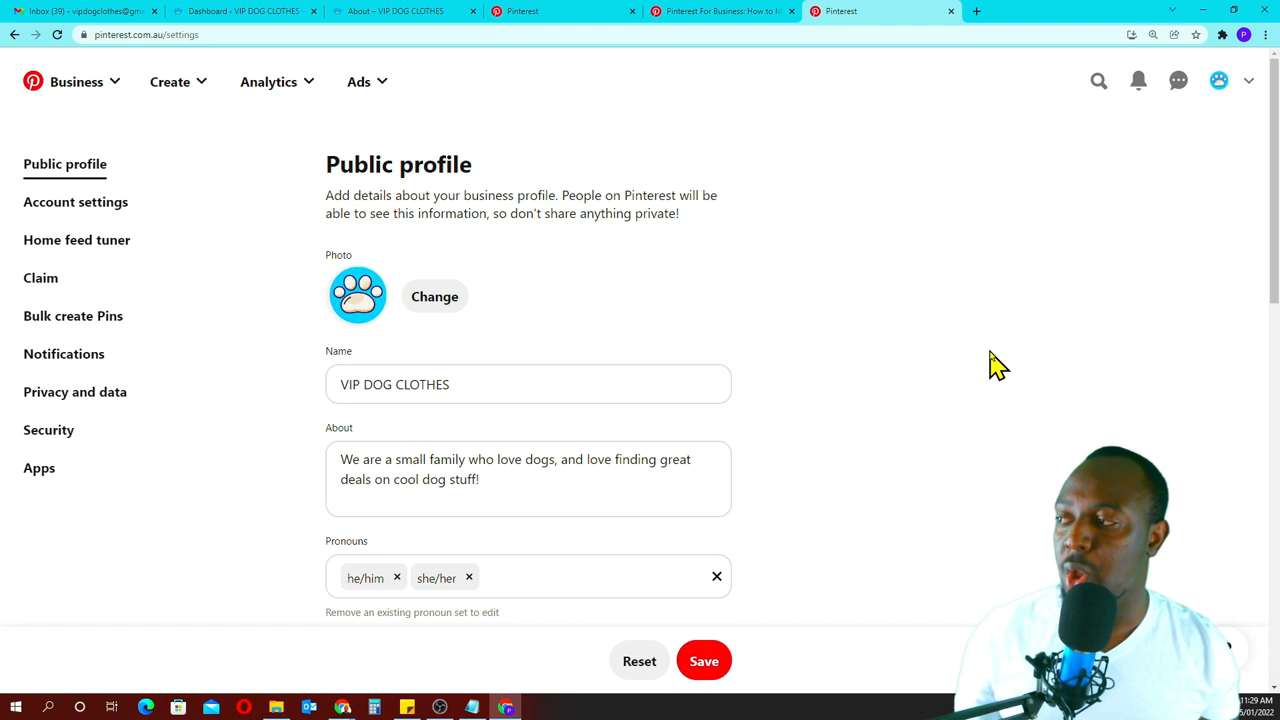 Inbox (39) - vipdogclothes@gma
Dashboard ‹ VIP DOG CLOTHES
About – VIP DOG CLOTHES
Pinterest
Pinterest For Business: How to M
Pinterest
pinterest.com.au/settings
P
Business
Create
Analytics
Ads
Public profile
Account settings
Home feed tuner
Claim
Bulk create Pins
Notifications
Privacy and data
Security
Apps
Public profile
Add details about your business profile. People on Pinterest will be
able to see this information, so don't share anything private!
Photo
Change
Name
VIP DOG CLOTHES
About
We are a small family who love dogs, and love finding great
deals on cool dog stuff!
Pronouns
he/him
she/her
Remove an existing pronoun set to edit
Reset
Save
11:29 AM
5/01/2022